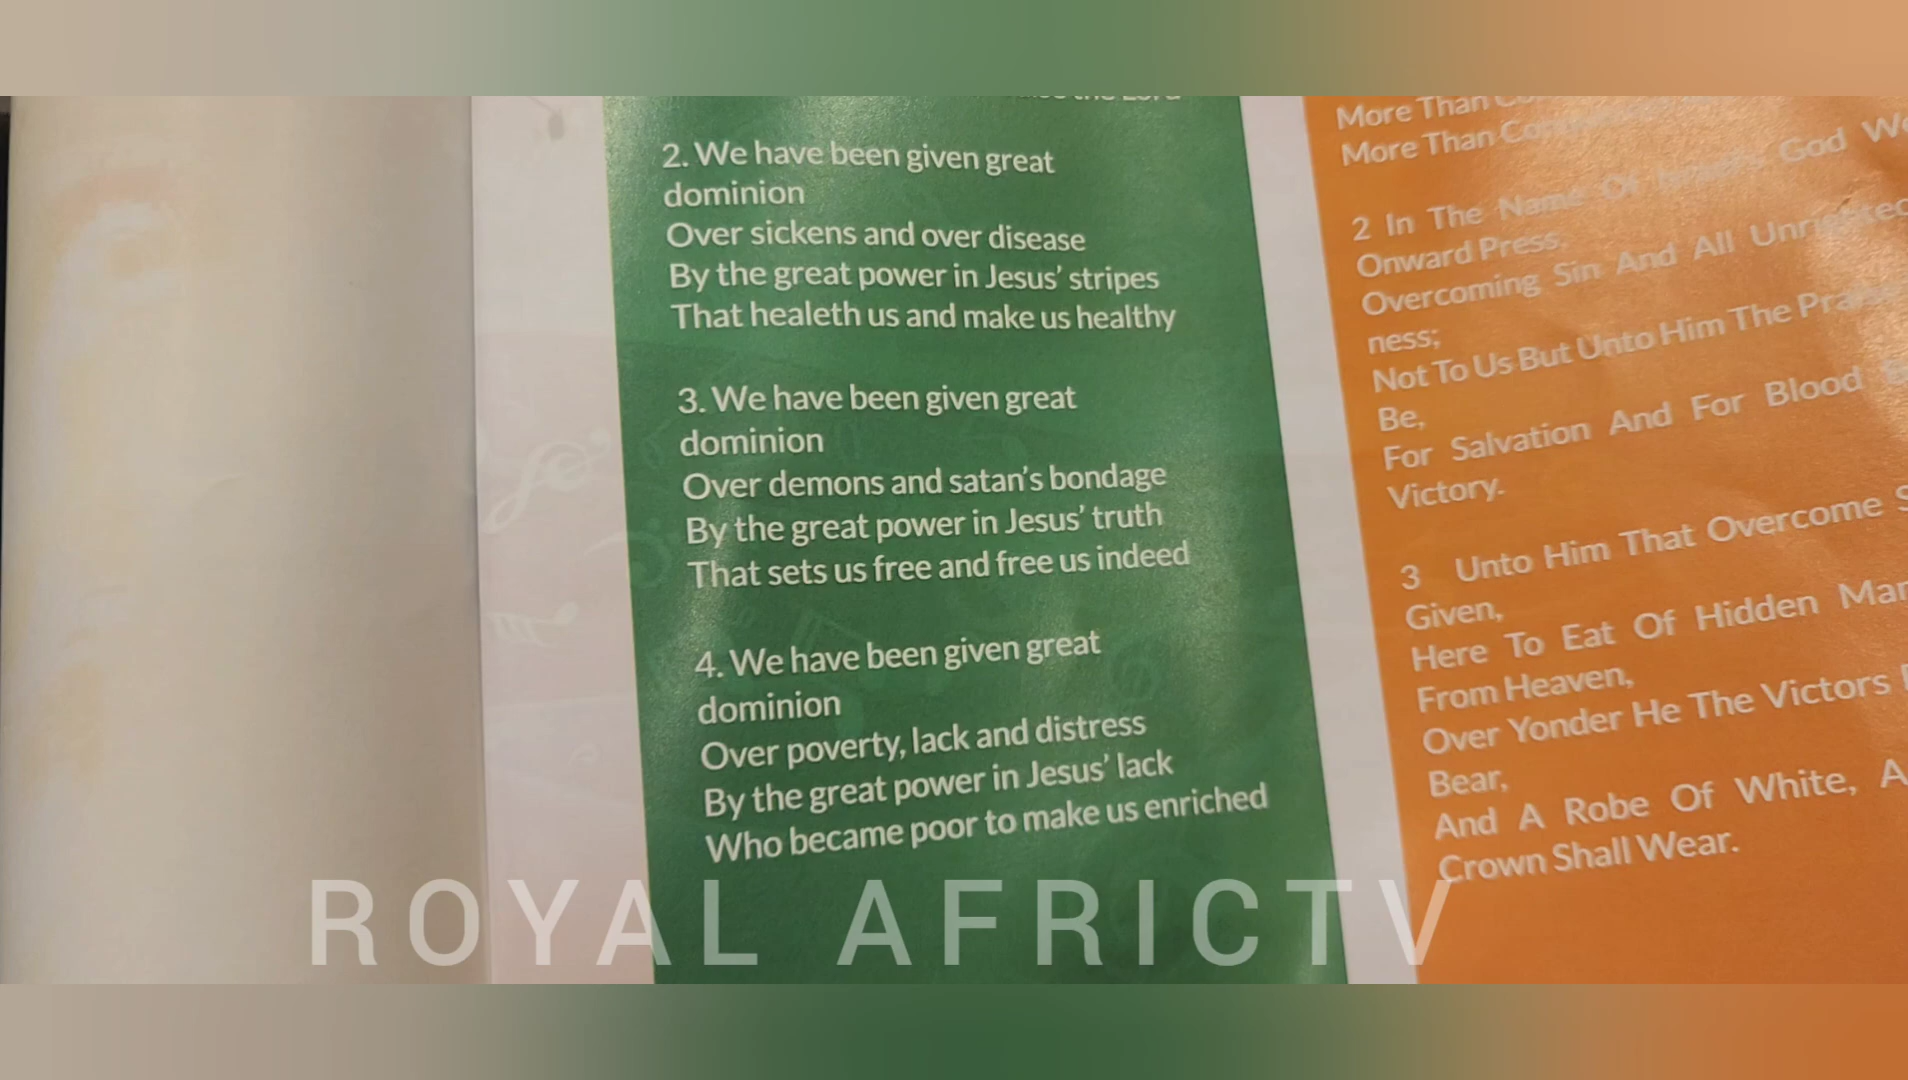 2. We have been given great
dominion
Over sickens and over disease
By the great power in Jesus' stripes
That healeth us and make us healthy
3. We have been given great
dominion
Over demons and satan's bondage
By the great power in Jesus' truth
That sets us free and free us indeed
4. We have been given great
dominion
Over poverty, lack and distress
By the great power in Jesus' lack
Who became poor to make us enriched
More Than
More Than
2 In The Name Of God
Onward Press.
Overcoming Sin And All
ness;
Not To Us But Unto Him The
Be,
For Salvation And For Blood
Victory.
3 Unto Him That Overcome
Given,
Here To Eat Of Hidden
From Heaven,
Over Yonder He The Victors
Bear,
And A Robe Of White,
Crown Shall Wear.
ROYAL AFRICTV